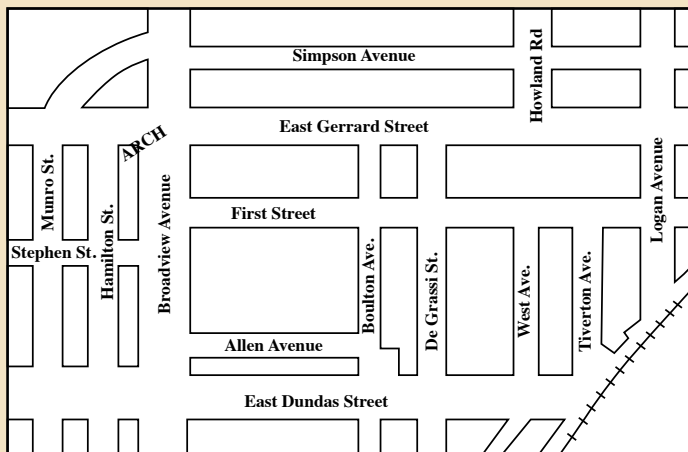 Simpson Avenue
Howland Rd
East Gerrard Street
ARCH
Munro St.
Hamilton St.
Broadview Avenue
First Street
Logan Avenue
Stephen St.
Boulton Ave.
De Grassi St.
West Ave.
Tiverton Ave.
Allen Avenue
East Dundas Street